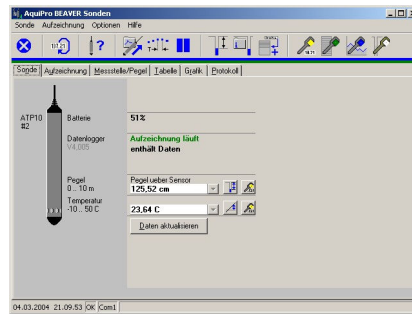 AquiPro BEAVER Sonden
Sonde Aufzeichnung Optionen Hilfe
Sonde Aufzeichnung Messstelle/Pegel Tabelle Grafik Protokoll
ATP10 Batterie 51%
#2
Datenlogger Aufzeichnung läuft
V4,005 enthält Daten
Pegel Pegel ueber Sensor
0.. 10 m 125,52 cm
Temperatur
-10 .. 50 C 23,64 C
Daten aktualisieren
04.03.2004 21.09.53 OK Com1